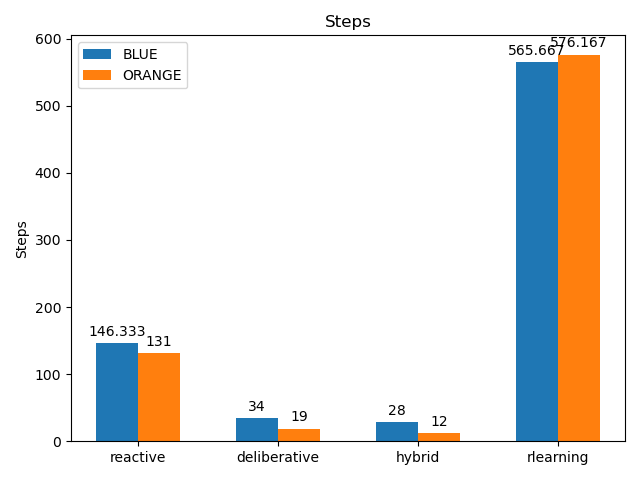 Steps
BLUE
ORANGE
600
500
400
300
200
100
0
Steps
146.333
131
34
19
28
12
565.667
576.167
reactive
deliberative
hybrid
rlearning